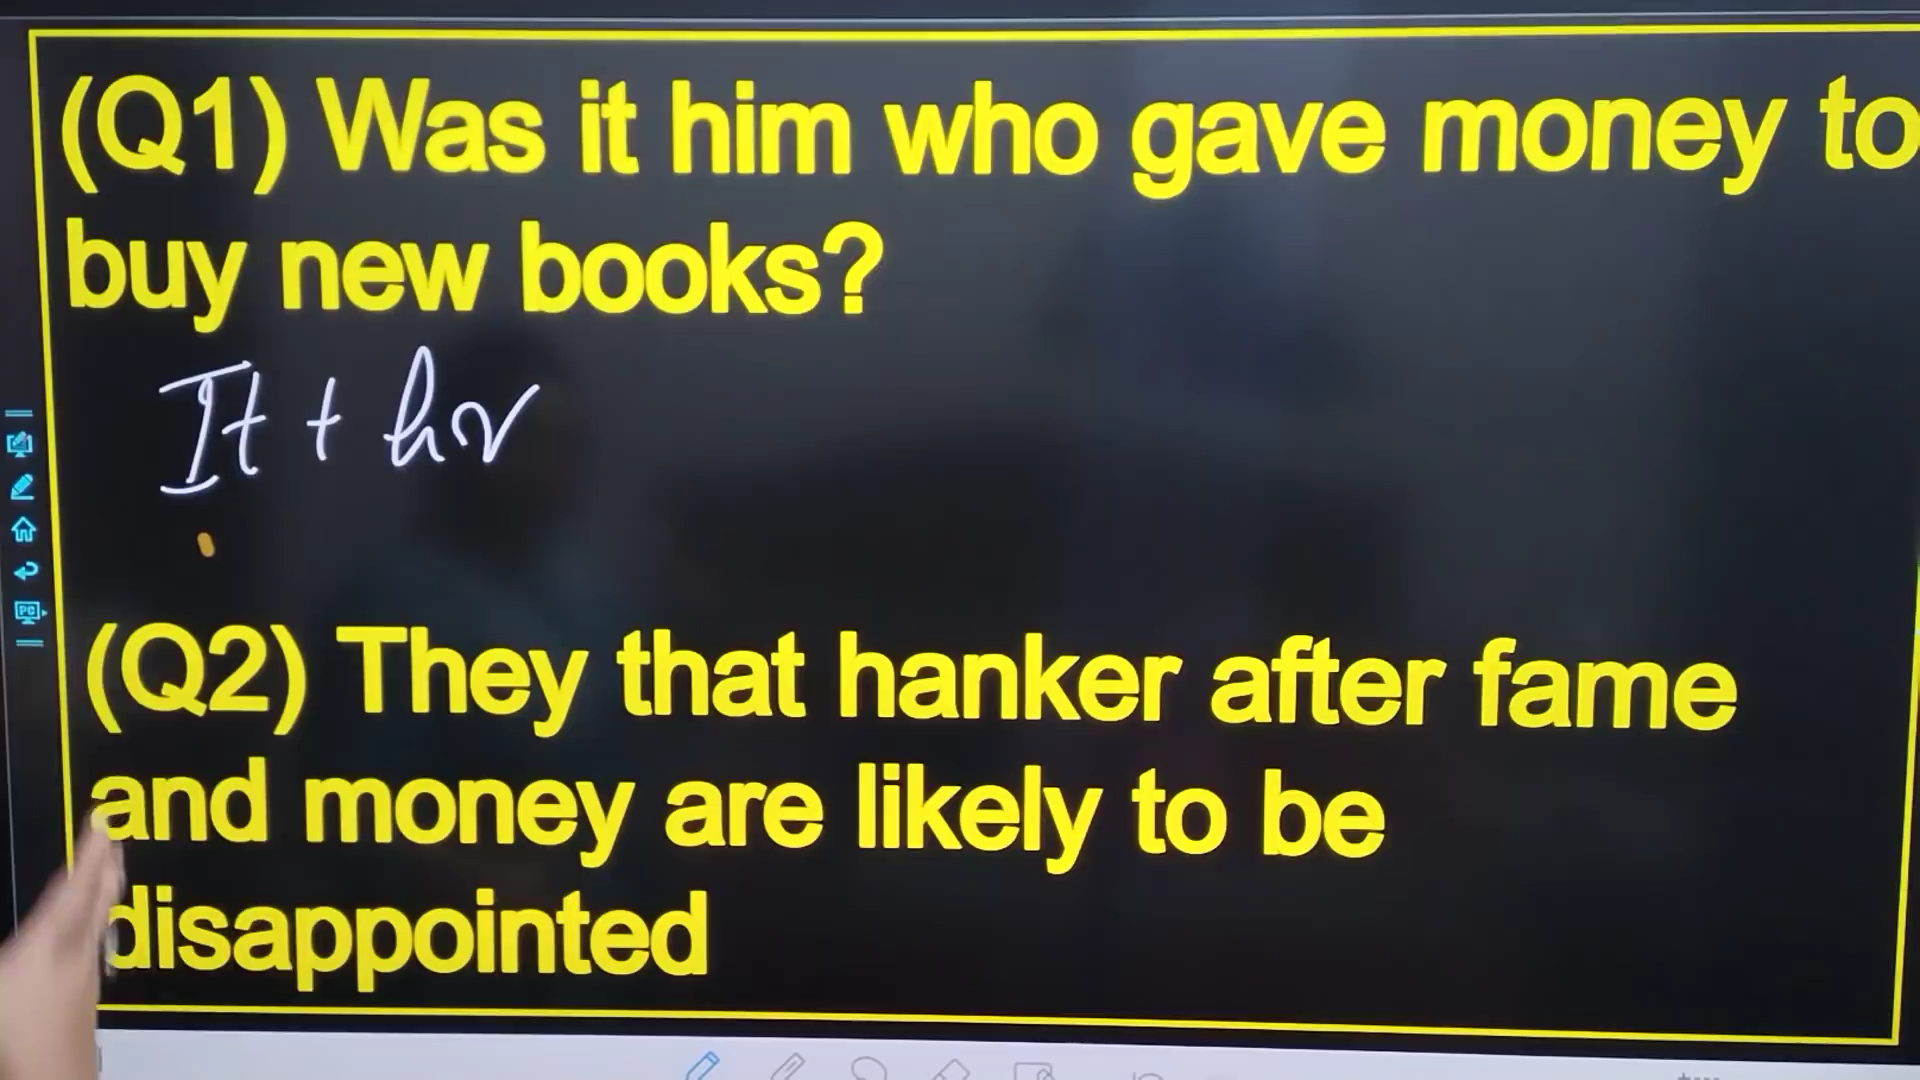 (Q1) Was it him who gave money to
buy new books?
It + hv
(Q2) They that hanker after fame
and money are likely to be
disappointed
PC